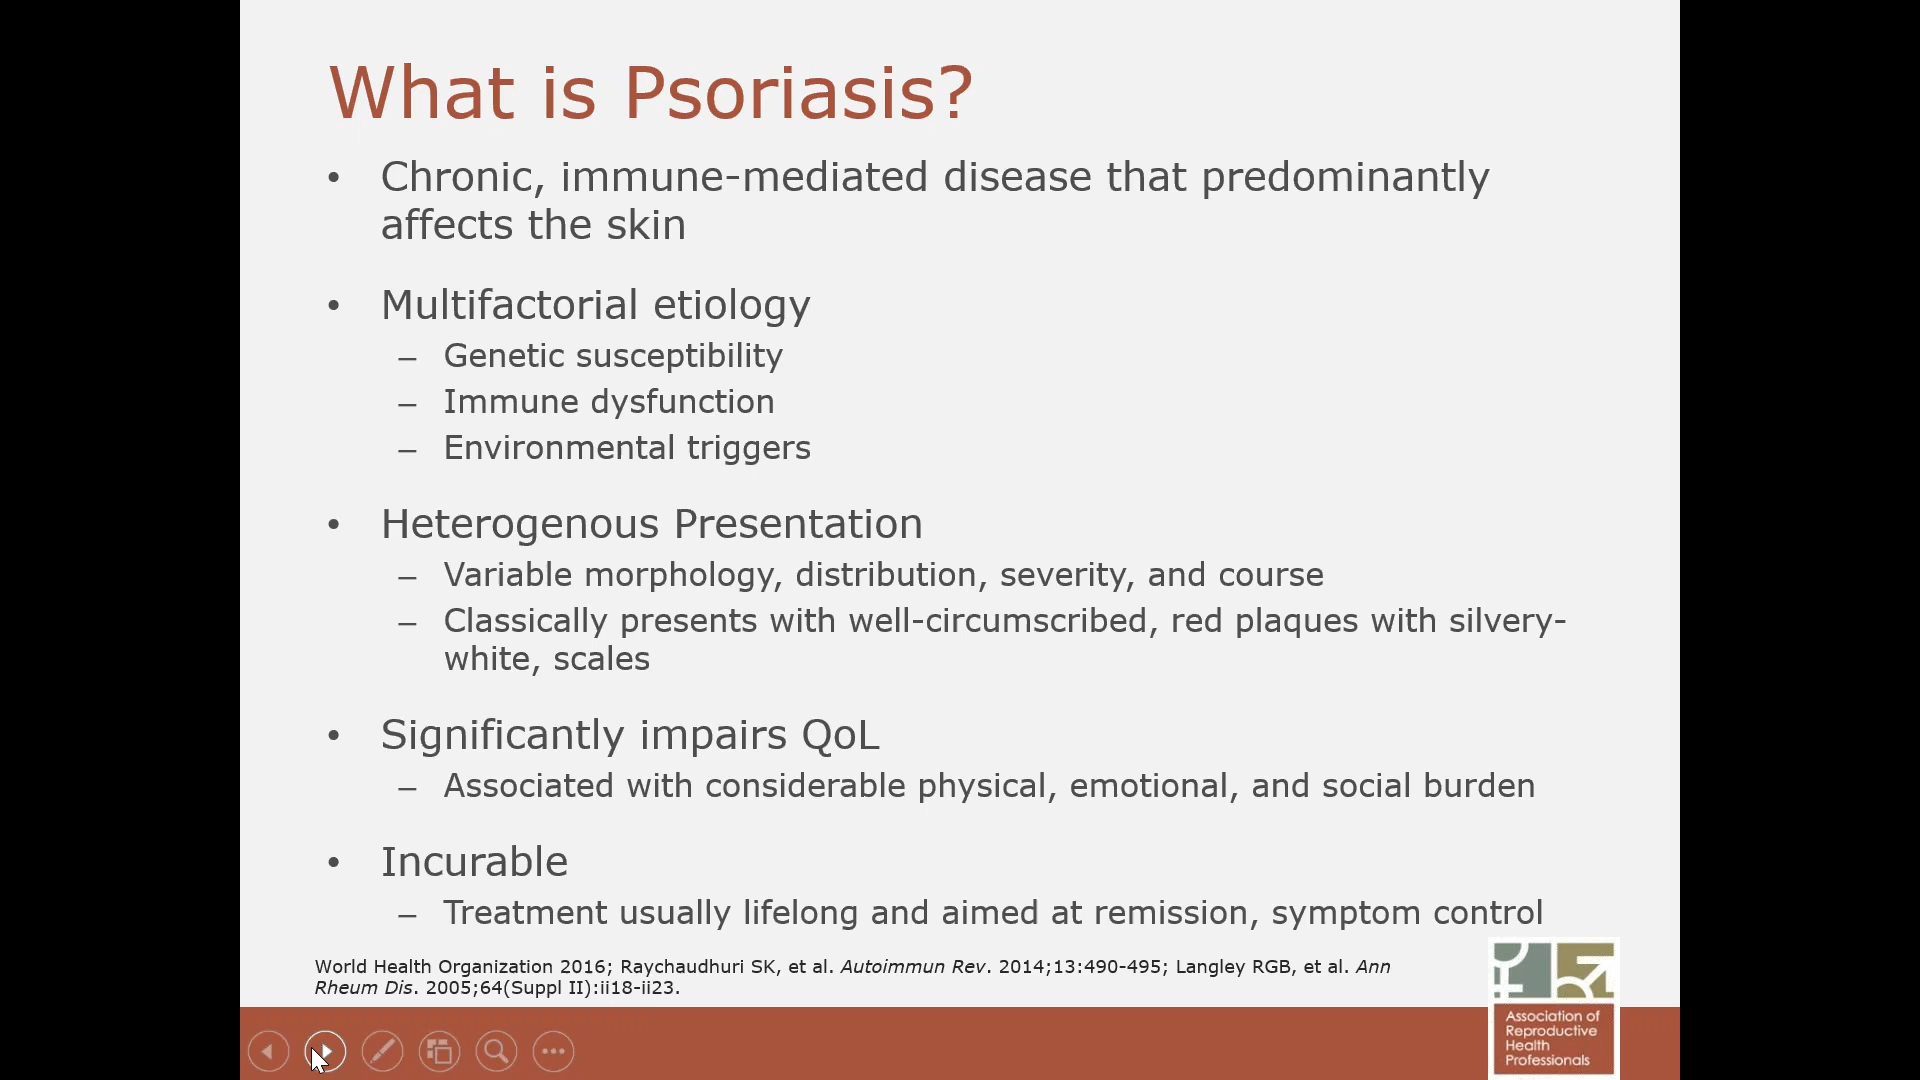 What is Psoriasis?
• Chronic, immune-mediated disease that predominantly
affects the skin
• Multifactorial etiology
– Genetic susceptibility
– Immune dysfunction
– Environmental triggers
• Heterogenous Presentation
– Variable morphology, distribution, severity, and course
– Classically presents with well-circumscribed, red plaques with silvery-
white, scales
• Significantly impairs QoL
– Associated with considerable physical, emotional, and social burden
• Incurable
– Treatment usually lifelong and aimed at remission, symptom control
World Health Organization 2016; Raychaudhuri SK, et al. Autoimmun Rev. 2014;13:490-495; Langley RGB, et al. Ann
Rheum Dis. 2005;64(Suppl II):ii18-ii23.
Association of
Reproductive
Health
Professionals